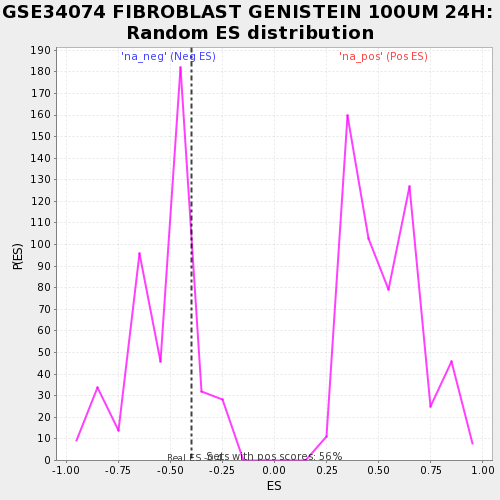 GSE34074 FIBROBLAST GENISTEIN 100UM 24H:
Random ES distribution
'na_neg' (Neg ES)
'na_pos' (Pos ES)
190
180
170
160
150
140
130
120
110
100
90
80
70
60
50
40
30
20
10
0
P(ES)
Sets with pos scores: 56%
-1.00 -0.75 -0.50 -0.25 0.00 0.25 0.50 0.75 1.00
ES